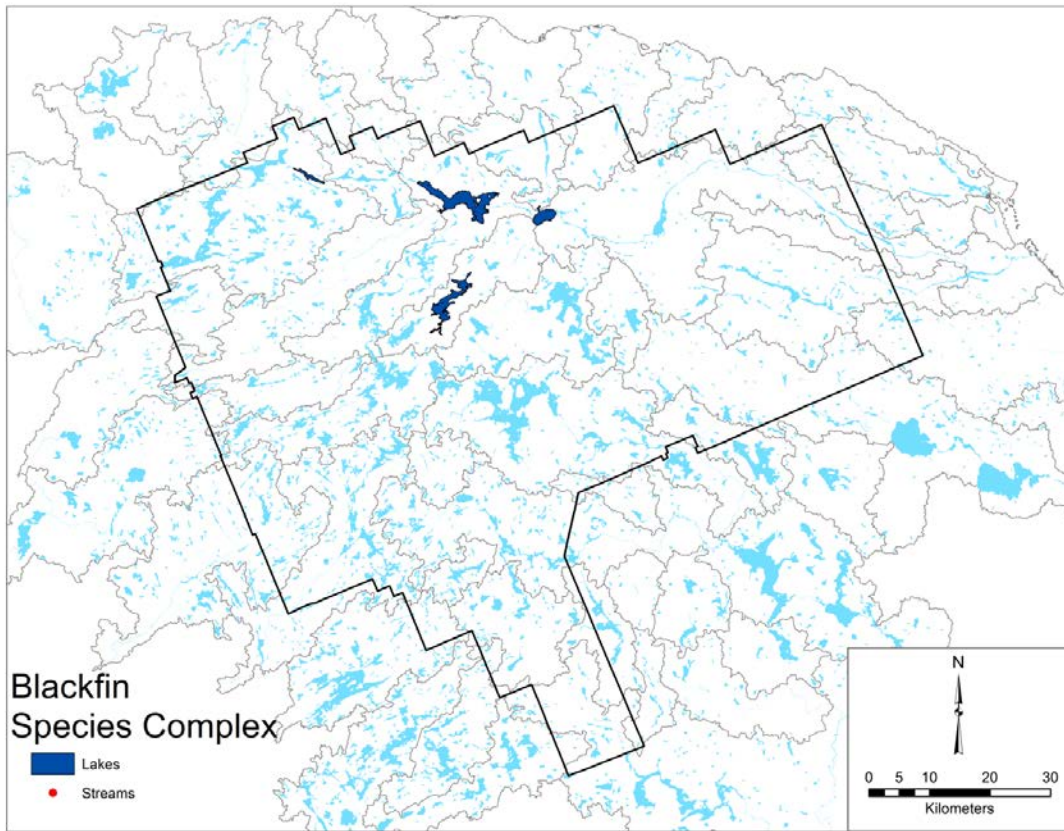 Blackfin
Species Complex
Lakes
Streams
N
0 5 10 20 30
Kilometers